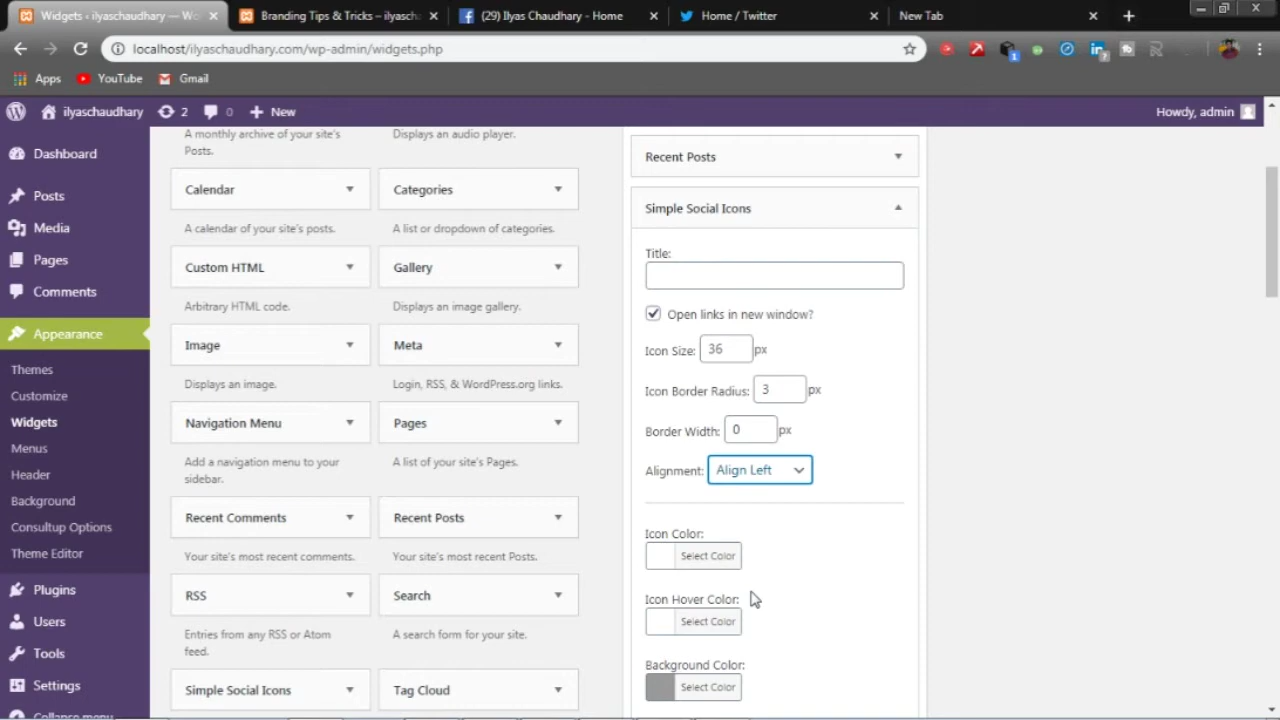 Widgets ‹ ilyaschaudhary — Wo
Branding Tips & Tricks – ilyasch
(29) Ilyas Chaudhary - Home
Home / Twitter
New Tab
localhost/ilyaschaudhary.com/wp-admin/widgets.php
Apps
YouTube
Gmail
ilyaschaudhary
2
0
New
Howdy, admin
Dashboard
Posts
Media
Pages
Comments
Appearance
Themes
Customize
Widgets
Menus
Header
Background
Consultup Options
Theme Editor
Plugins
Users
Tools
Settings
Collapse menu
A monthly archive of your site's
Posts.
Displays an audio player.
Calendar
Categories
A calendar of your site's posts.
A list or dropdown of categories.
Custom HTML
Gallery
Arbitrary HTML code.
Displays an image gallery.
Image
Meta
Displays an image.
Login, RSS, & WordPress.org links.
Navigation Menu
Pages
Add a navigation menu to your
sidebar.
A list of your site's Pages.
Recent Comments
Recent Posts
Your site's most recent comments.
Your site's most recent Posts.
RSS
Search
Entries from any RSS or Atom
feed.
A search form for your site.
Simple Social Icons
Tag Cloud
Recent Posts
Simple Social Icons
Title:
Open links in new window?
Icon Size: 36 px
Icon Border Radius: 3 px
Border Width: 0 px
Alignment: Align Left
Icon Color:
Select Color
Icon Hover Color:
Select Color
Background Color:
Select Color